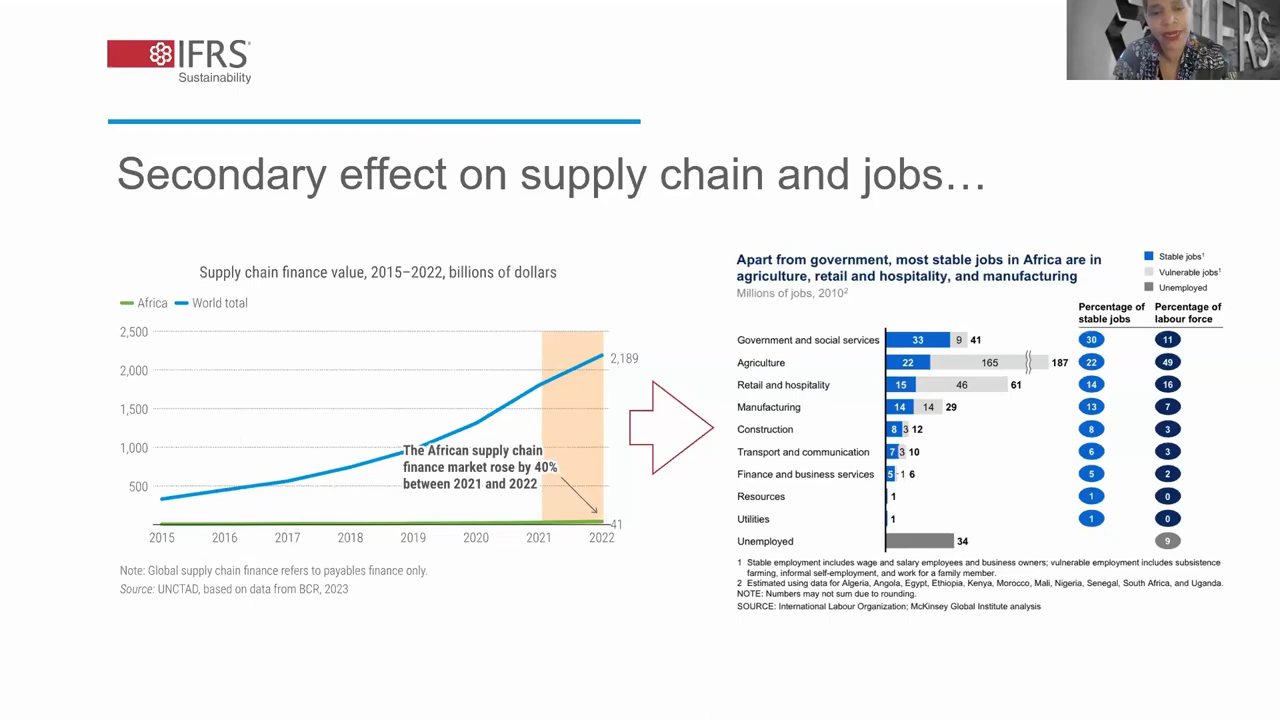 IFRS
Sustainability
IFRS
Secondary effect on supply chain and jobs…
Supply chain finance value, 2015–2022, billions of dollars
Africa World total
2,500
2,000
1,500
1,000
500
2,189
The African supply chain
finance market rose by 40%
between 2021 and 2022
41
2015 2016 2017 2018 2019 2020 2021 2022
Note: Global supply chain finance refers to payables finance only.
Source: UNCTAD, based on data from BCR, 2023
Apart from government, most stable jobs in Africa are in
agriculture, retail and hospitality, and manufacturing
Millions of jobs, 2010²
Stable jobs¹
Vulnerable jobs¹
Unemployed
Percentage of stable jobs
Percentage of labour force
Government and social services 33 9 41 30 11
Agriculture 22 165 187 22 49
Retail and hospitality 15 46 61 14 16
Manufacturing 14 14 29 13 7
Construction 8 3 12 8 3
Transport and communication 7 3 10 6 3
Finance and business services 5 1 6 5 2
Resources 1 1 0
Utilities 1 1 0
Unemployed 34 9
1 Stable employment includes wage and salary employees and business owners; vulnerable employment includes subsistence
farming, informal self-employment, and work for a family member.
2 Estimated using data for Algeria, Angola, Egypt, Ethiopia, Kenya, Morocco, Mali, Nigeria, Senegal, South Africa, and Uganda.
NOTE: Numbers may not sum due to rounding.
SOURCE: International Labour Organization; McKinsey Global Institute analysis